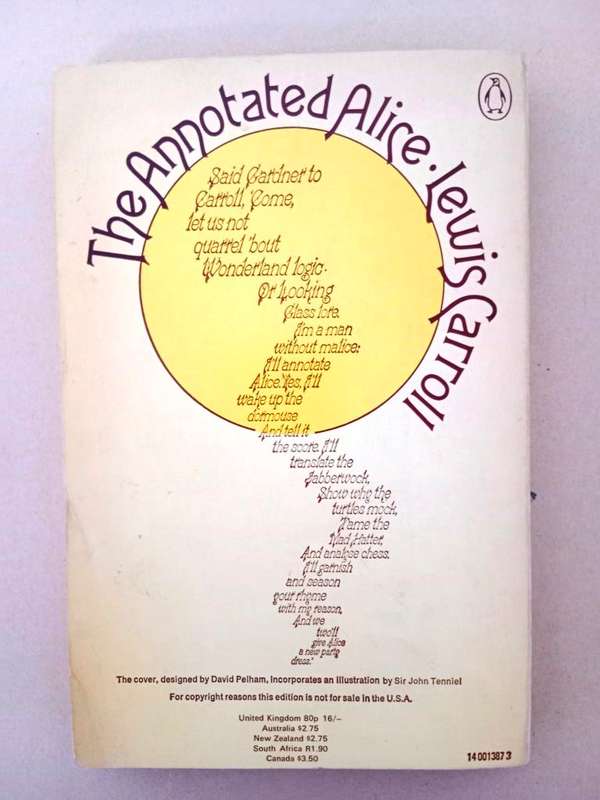 The Annotated Alice · Lewis Carroll
Said Gardner to
Carroll, 'Come,
let us not
quarrel 'bout
Wonderland logic·
Or Looking
Glass lore.
I'm a man
without malice:
I'll annotate
Alice. Yes, I'll
wake up the
dormouse
And tell it
the score. I'll
translate the
Jabberwock,
Show why the
turtles mock,
Tame the
Mad Hatter,
And analyse chess.
I'll garnish
and season
your rhyme
with my reason,
And we
two'll
give Alice
a new party
dress.'
The cover, designed by David Pelham, incorporates an illustration by Sir John Tenniel
For copyright reasons this edition is not for sale in the U.S.A.
United Kingdom 80p 16/–
Australia $2.75
New Zealand $2.75
South Africa R1.90
Canada $3.50
14 001387 3